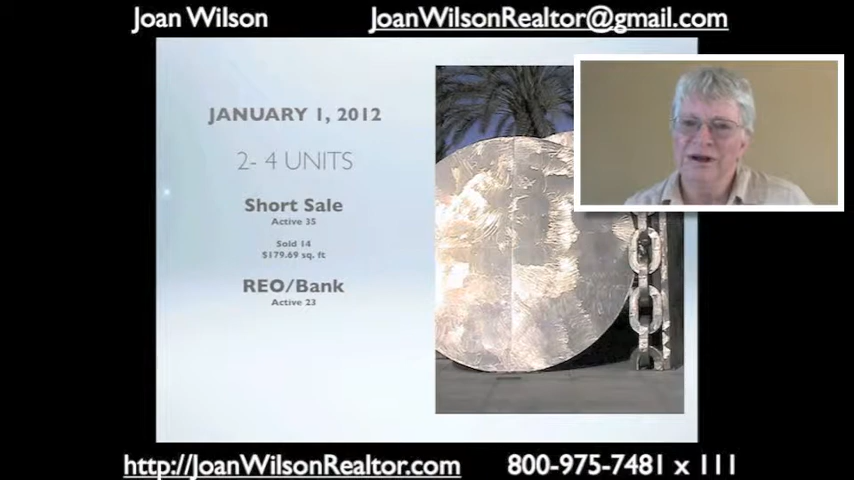 Joan Wilson JoanWilsonRealtor@gmail.com
JANUARY 1, 2012
2- 4 UNITS
Short Sale
Active 35
Sold 14
$179.69 sq. ft
REO/Bank
Active 23
http://JoanWilsonRealtor.com 800-975-7481 x 111